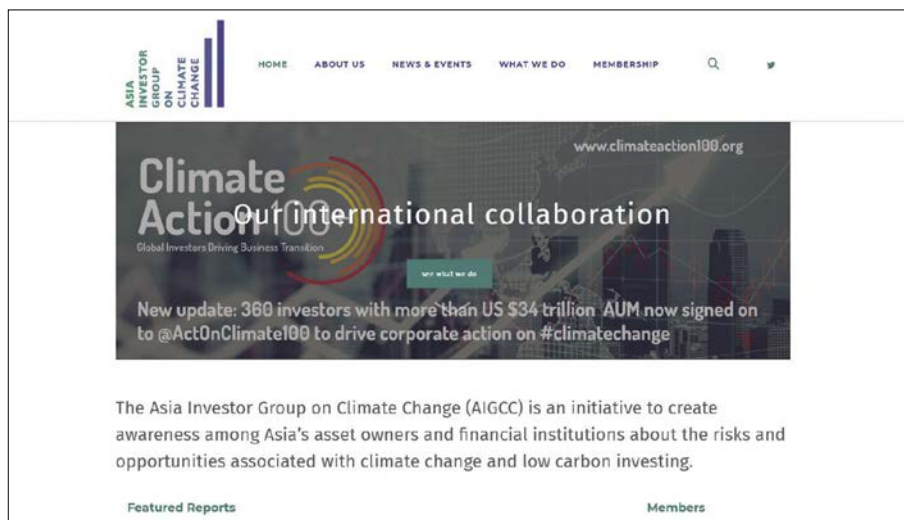 ASIA
INVESTOR
GROUP
ON
CLIMATE
CHANGE
HOME ABOUT US NEWS & EVENTS WHAT WE DO MEMBERSHIP
www.climateaction100.org
Climate
Action100+
Global Investors Driving Business Transition
Our international collaboration
see what we do
New update: 360 investors with more than US $34 trillion AUM now signed on
to @ActOnClimate100 to drive corporate action on #climatechange
The Asia Investor Group on Climate Change (AIGCC) is an initiative to create
awareness among Asia's asset owners and financial institutions about the risks and
opportunities associated with climate change and low carbon investing.
Featured Reports Members